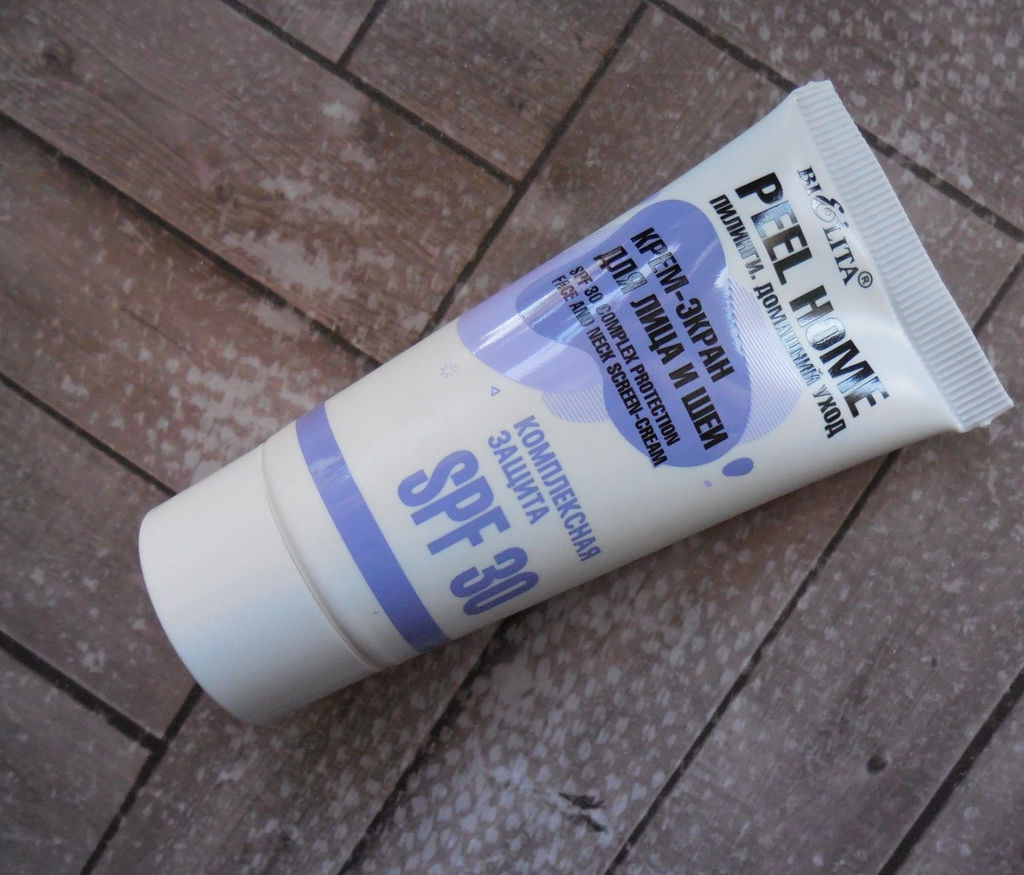 BIELITA®
PEEL HOME
ПИЛИНГИ. ДОМАШНИЙ УХОД
КРЕМ-ЭКРАН
ДЛЯ ЛИЦА И ШЕИ
SPF 30 COMPLEX PROTECTION
FACE AND NECK SCREEN-CREAM
КОМПЛЕКСНАЯ
ЗАЩИТА
SPF 30